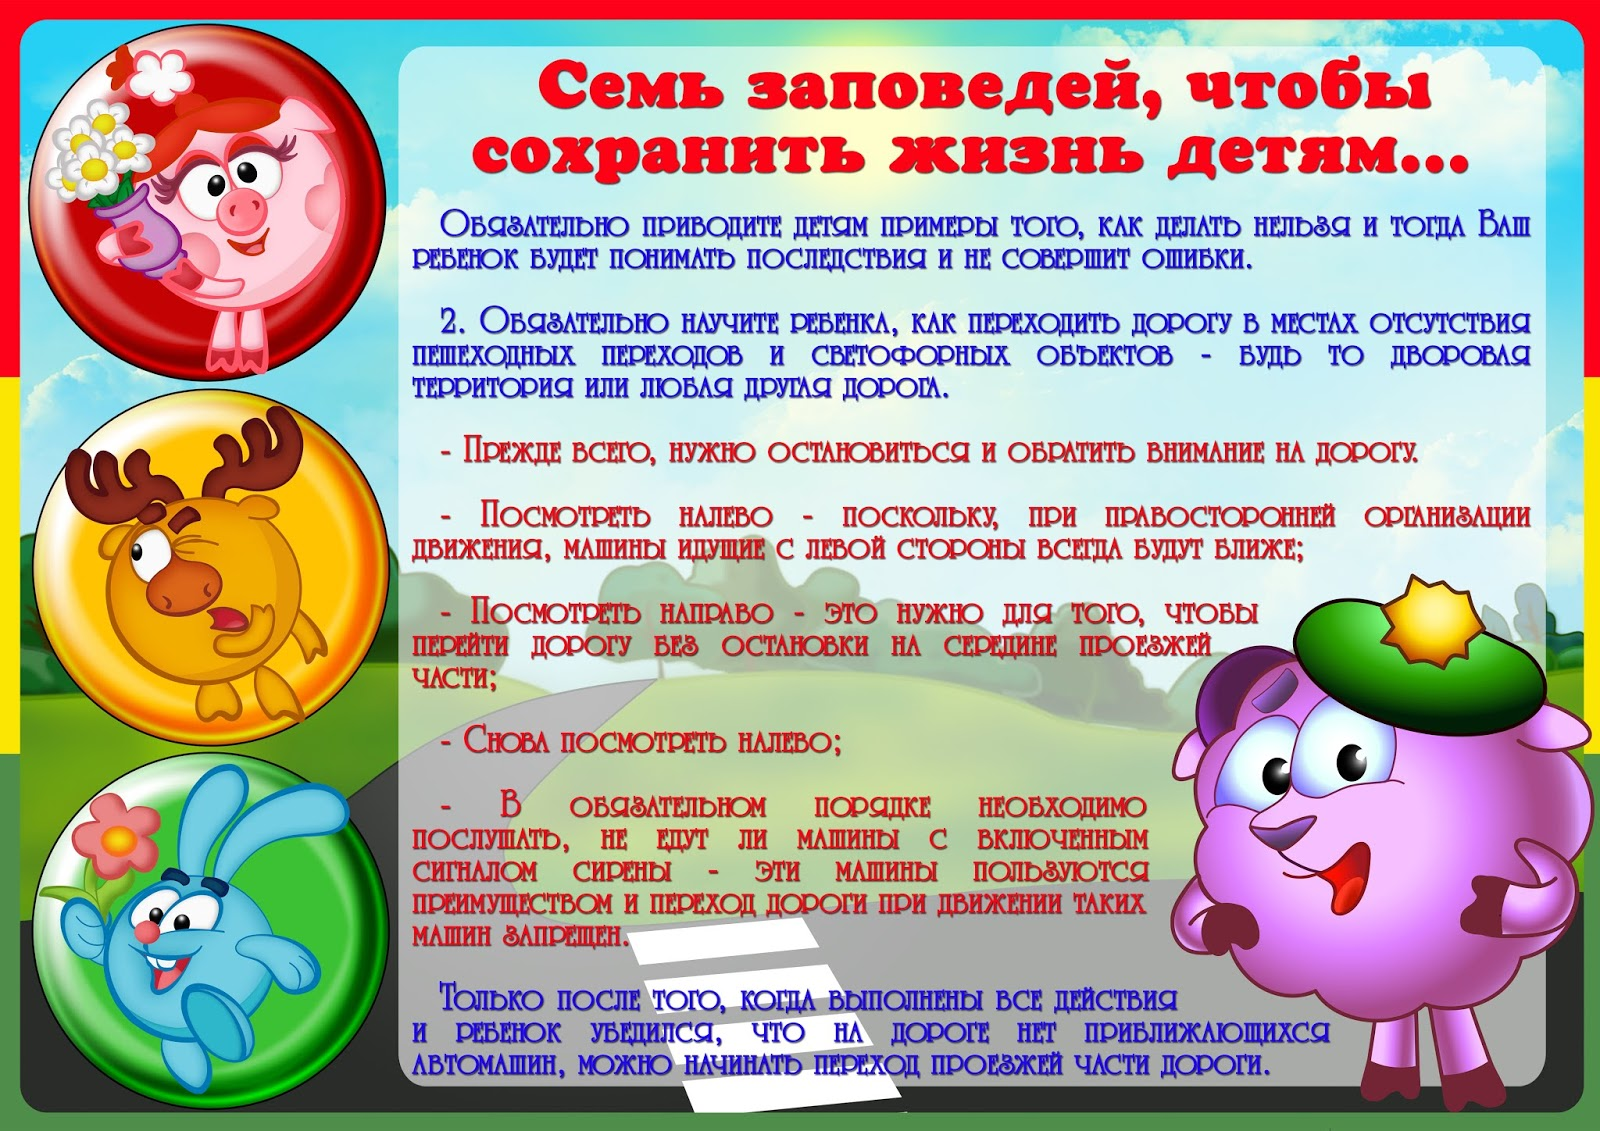 Семь заповедей, чтобы
сохранить жизнь детям...
Обязательно приводите детям примеры того, как делать нельзя и тогда Ваш
ребенок будет понимать последствия и не совершит ошибки.
2. Обязательно научите ребенка, как переходить дорогу в местах отсутствия
пешеходных переходов и светофорных объектов - будь то дворовая
территория или любая другая дорога.
- Прежде всего, нужно остановиться и обратить внимание на дорогу.
- Посмотреть налево - поскольку, при правосторонней организации
движения, машины идущие с левой стороны всегда будут ближе;
- Посмотреть направо - это нужно для того, чтобы
перейти дорогу без остановки на середине проезжей
части;
- Снова посмотреть налево;
- В обязательном порядке необходимо
послушать, не едут ли машины с включенным
сигналом сирены - эти машины пользуются
преимуществом и переход дороги при движении таких
машин запрещен.
Только после того, когда выполнены все действия
и ребенок убедился, что на дороге нет приближающихся
автомашин, можно начинать переход проезжей части дороги.